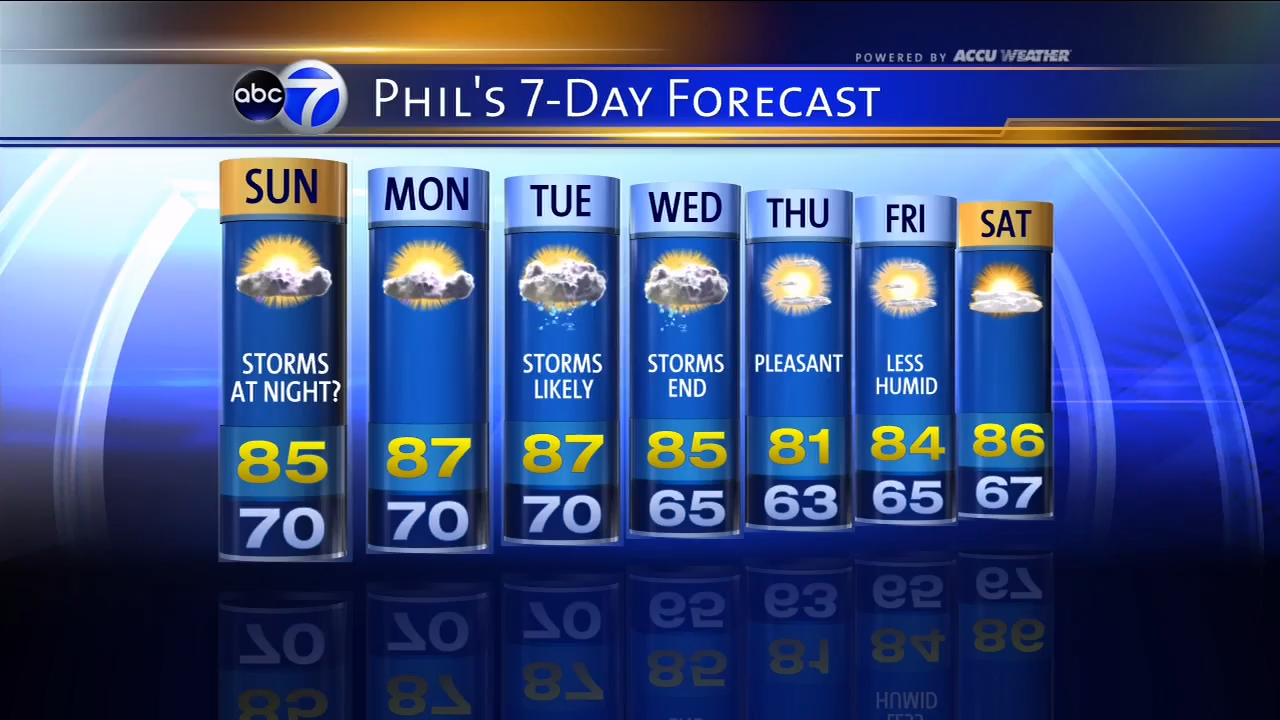 POWERED BY ACCU WEATHER
abc 7 PHIL'S 7-DAY FORECAST
SUN
STORMS
AT NIGHT?
85
70
MON
87
70
TUE
STORMS
LIKELY
87
70
WED
STORMS
END
85
65
THU
PLEASANT
81
63
FRI
LESS
HUMID
84
65
SAT
86
67